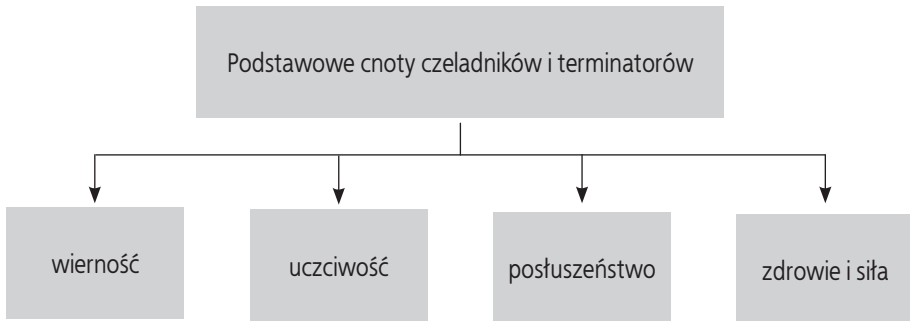 Podstawowe cnoty czeladników i terminatorów
wierność
uczciwość
posłuszeństwo
zdrowie i siła